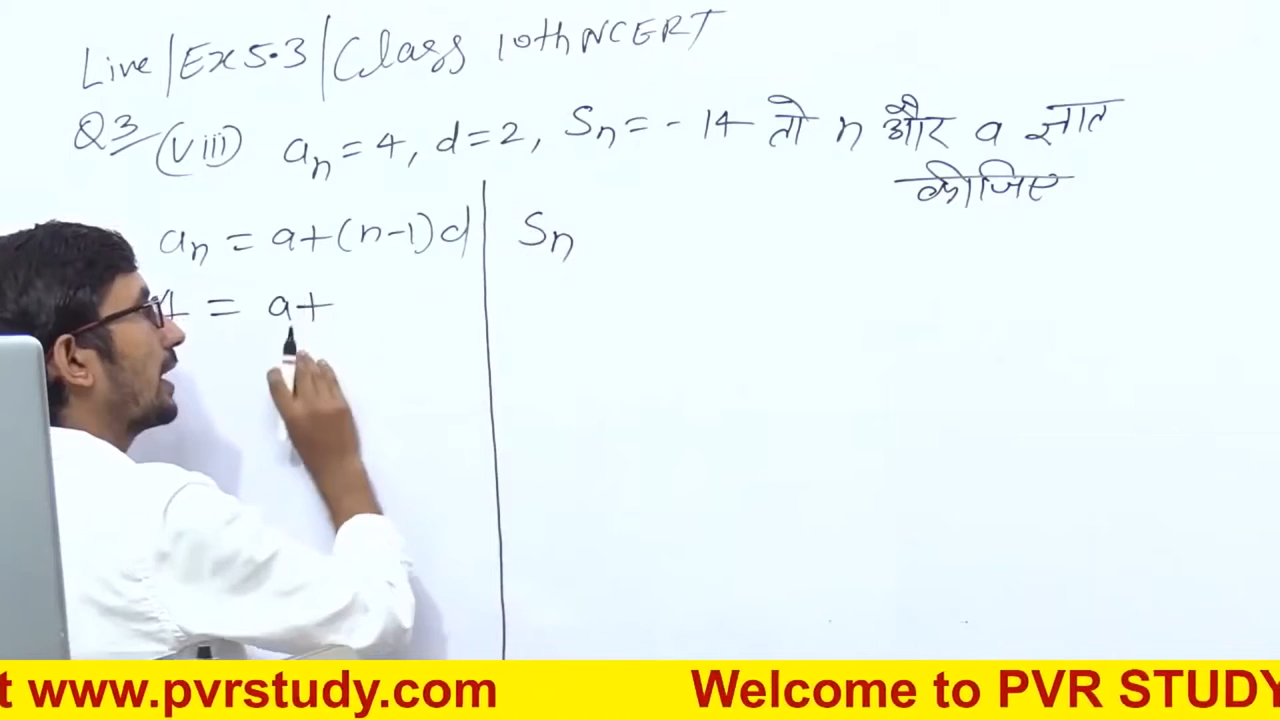 Live | Ex 5.3 | Class 10th NCERT
Q3 (viii) aₙ = 4, d = 2, Sₙ = - 14 तो n और a ज्ञात
कीजिए
aₙ = a + (n-1)d | Sₙ
4 = a +
t www.pvrstudy.com Welcome to PVR STUDY